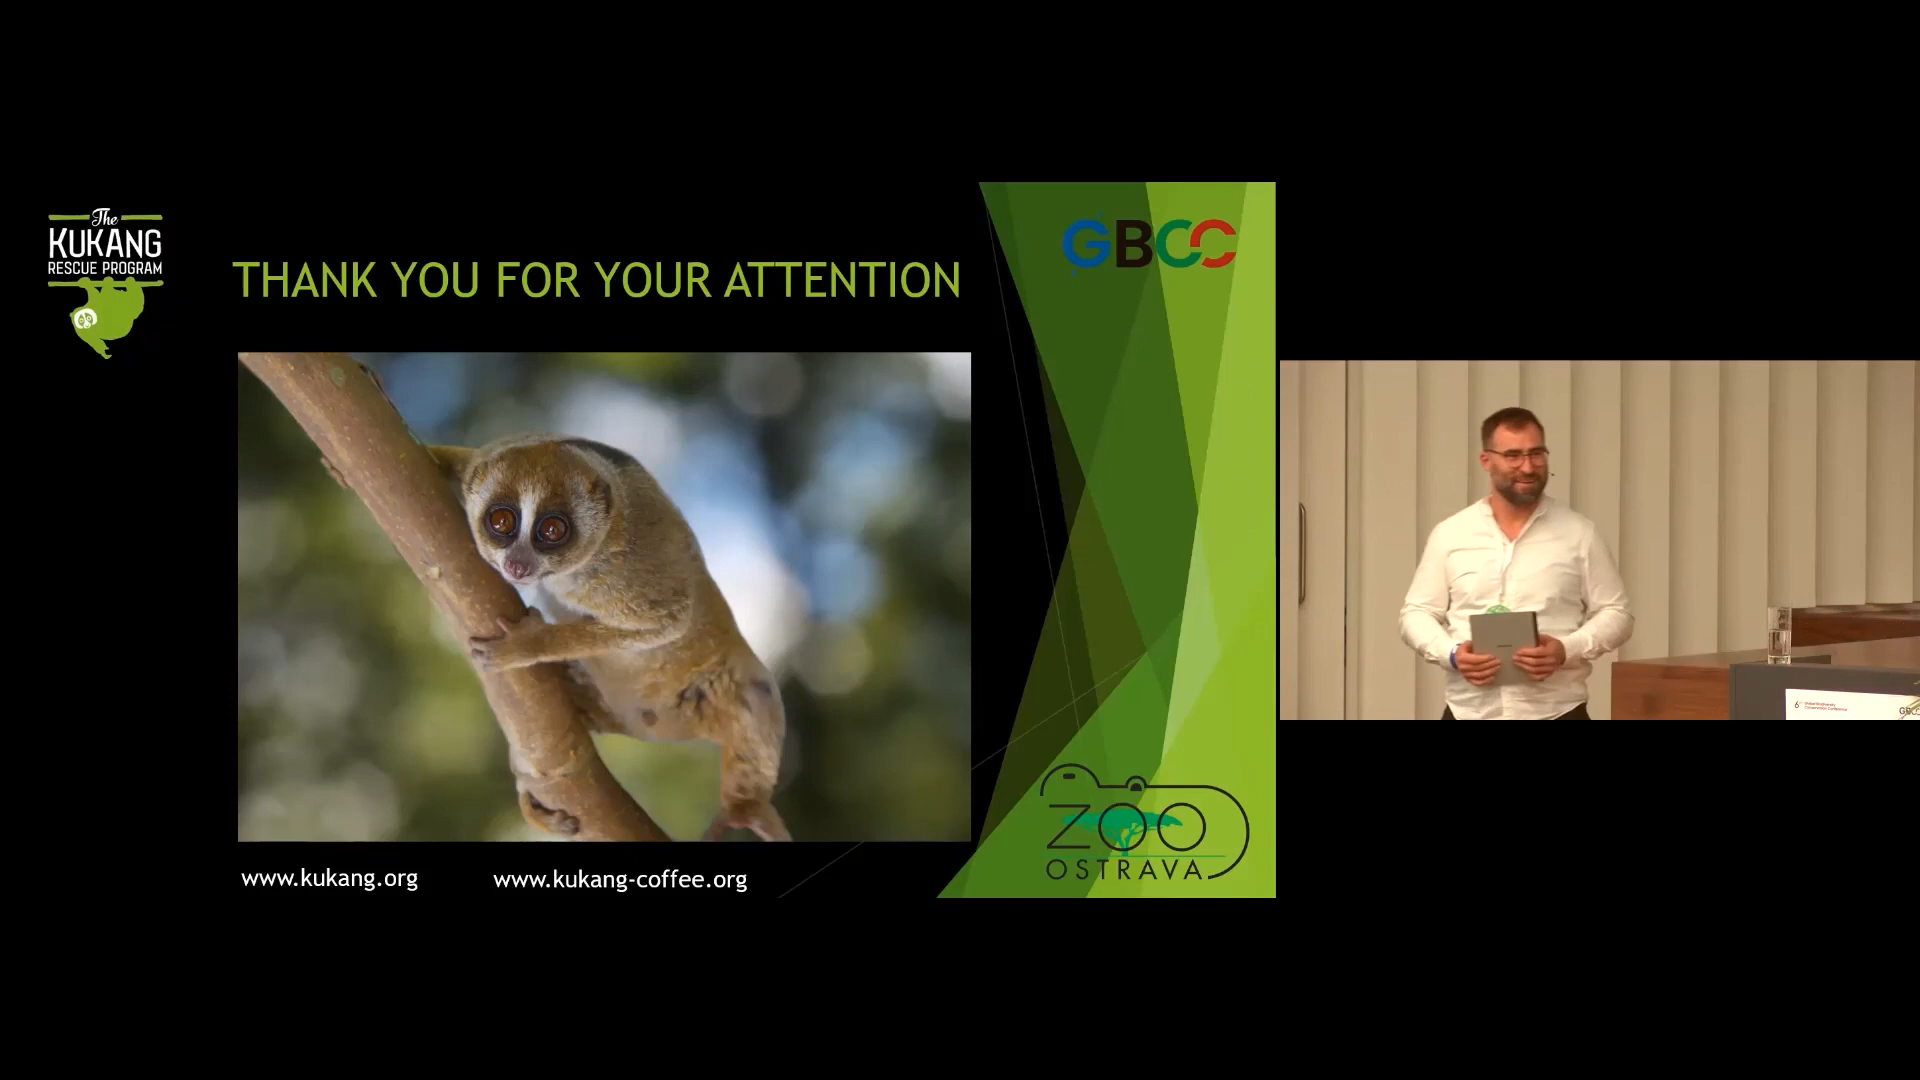 The
KUKANG
RESCUE PROGRAM
THANK YOU FOR YOUR ATTENTION
GBCC
ZOO
OSTRAVA
www.kukang.org
www.kukang-coffee.org
6